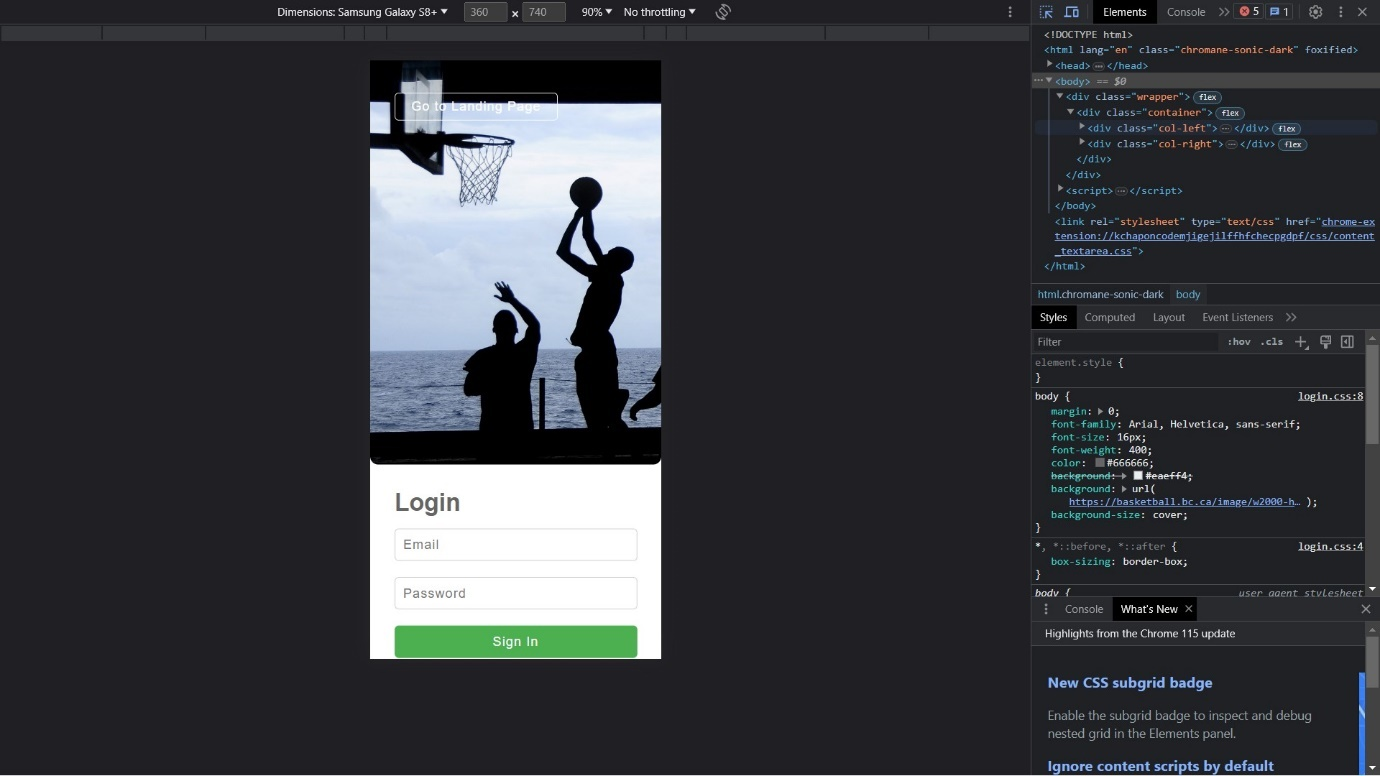 Dimensions: Samsung Galaxy S8+ 360 × 740 90% No throttling
Elements Console 5 1
Go to Landing Page
Login
Email
Password
Sign In
<!DOCTYPE html>
<html lang="en" class="chromane-sonic-dark" foxified>
<head> </head>
<body> == $0
<div class="wrapper"> flex
<div class="container"> flex
<div class="col-left"> </div> flex
<div class="col-right"> </div> flex
</div>
</div>
<script> </script>
</body>
<link rel="stylesheet" type="text/css" href="chrome-ex
tension://kchaponcodemjigejilffhfchecpgdpf/css/content
_textarea.css">
</html>
html.chromane-sonic-dark body
Styles Computed Layout Event Listeners
Filter :hov .cls
element.style {
}
body { login.css:8
margin: 0;
font-family: Arial, Helvetica, sans-serif;
font-size: 16px;
font-weight: 400;
color: #666666;
background: #eaeff4;
background: url(
https://basketball.bc.ca/image/w2000-h… );
background-size: cover;
}
*, *::before, *::after { login.css:4
box-sizing: border-box;
}
body { user agent stylesheet
Console What's New
Highlights from the Chrome 115 update
New CSS subgrid badge
Enable the subgrid badge to inspect and debug
nested grid in the Elements panel.
Ignore content scripts by default